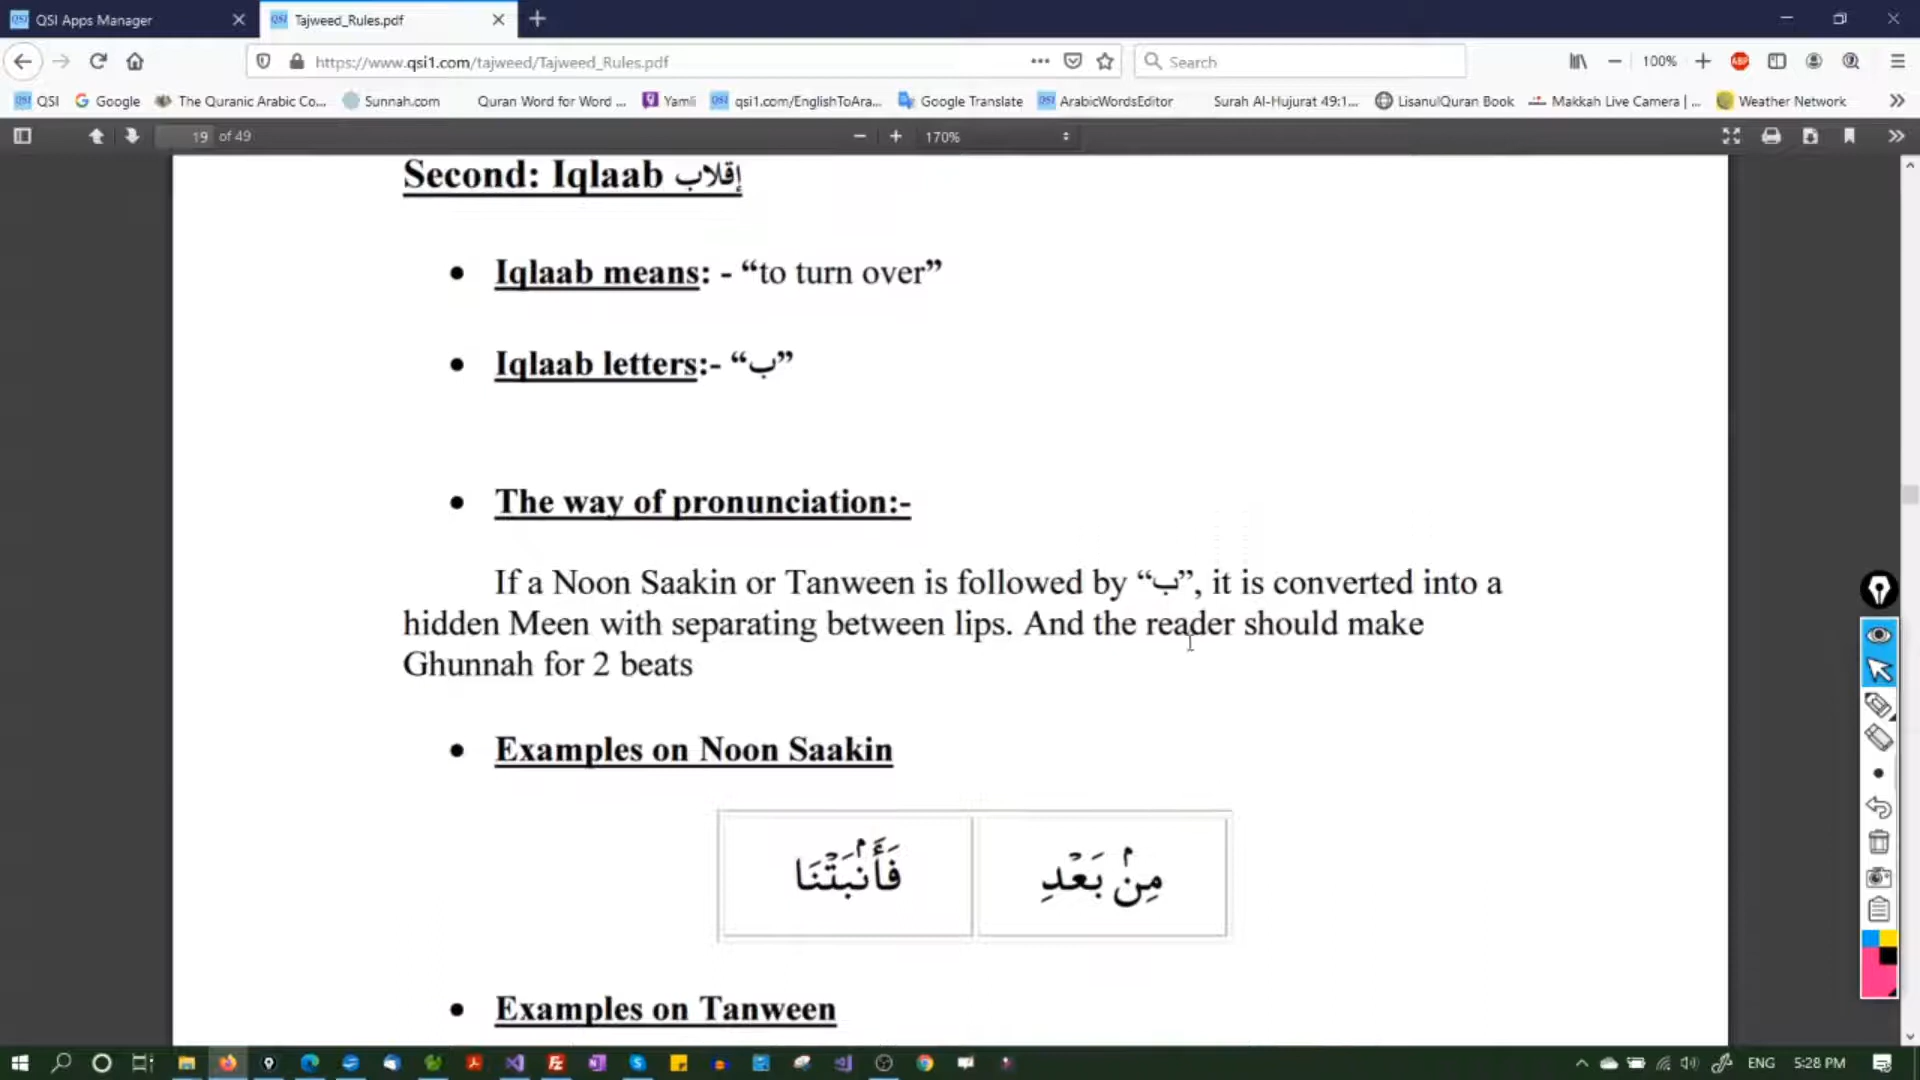 QSI Apps Manager
Tajweed_Rules.pdf
https://www.qsi1.com/tajweed/Tajweed_Rules.pdf
Search
100%
ABP
QSI
Google
The Quranic Arabic Co...
Sunnah.com
Quran Word for Word ...
Yamli
qsi1.com/EnglishToAra...
Google Translate
ArabicWordsEditor
Surah Al-Hujurat 49:1...
LisanulQuran Book
Makkah Live Camera | ...
Weather Network
19 of 49
170%
Second: Iqlaab إقلاب
• Iqlaab means: - “to turn over”
• Iqlaab letters:- “ب”
• The way of pronunciation:-
If a Noon Saakin or Tanween is followed by “ب”, it is converted into a
hidden Meen with separating between lips. And the reader should make
Ghunnah for 2 beats
• Examples on Noon Saakin
مِنۢ بَعْدِ
فَأَنۢبَتْنَا
• Examples on Tanween
ENG
5:28 PM